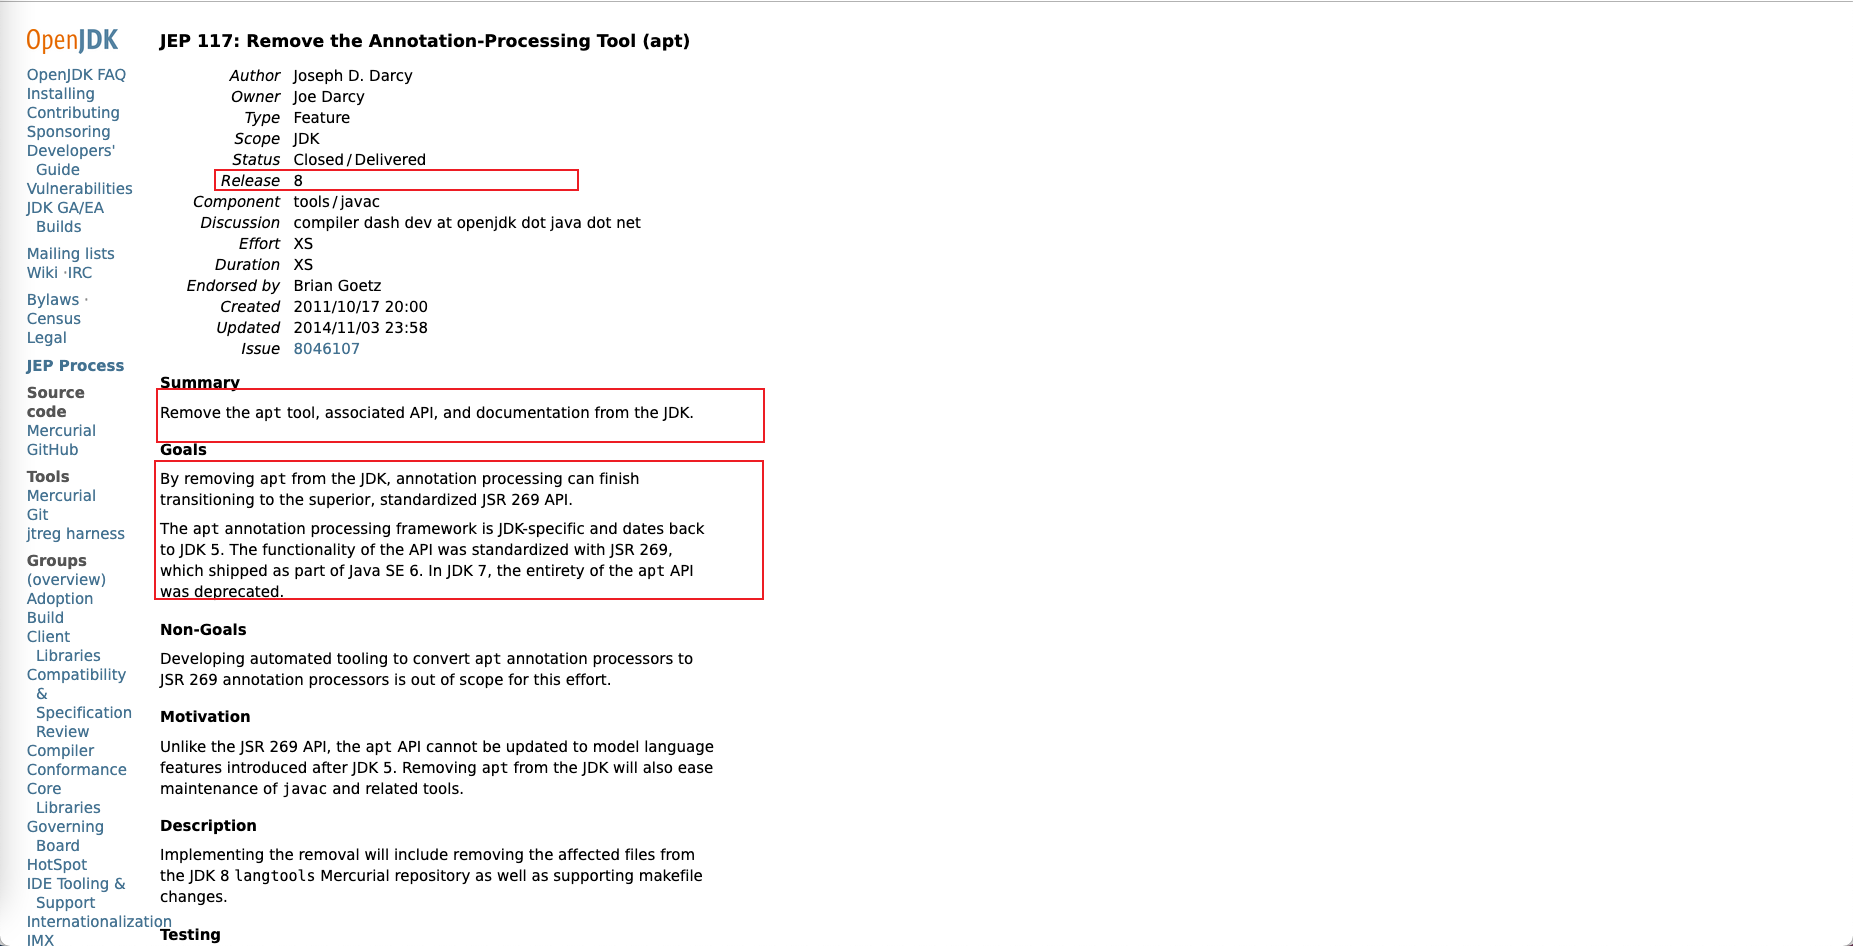 OpenJDK
OpenJDK FAQ
Installing
Contributing
Sponsoring
Developers'
Guide
Vulnerabilities
JDK GA/EA
Builds
Mailing lists
Wiki · IRC
Bylaws ·
Census
Legal
JEP Process
Source
code
Mercurial
GitHub
Tools
Mercurial
Git
jtreg harness
Groups
(overview)
Adoption
Build
Client
Libraries
Compatibility
&
Specification
Review
Compiler
Conformance
Core
Libraries
Governing
Board
HotSpot
IDE Tooling &
Support
Internationalization
JMX
JEP 117: Remove the Annotation-Processing Tool (apt)
Author Joseph D. Darcy
Owner Joe Darcy
Type Feature
Scope JDK
Status Closed / Delivered
Release 8
Component tools / javac
Discussion compiler dash dev at openjdk dot java dot net
Effort XS
Duration XS
Endorsed by Brian Goetz
Created 2011/10/17 20:00
Updated 2014/11/03 23:58
Issue 8046107
Summary
Remove the apt tool, associated API, and documentation from the JDK.
Goals
By removing apt from the JDK, annotation processing can finish
transitioning to the superior, standardized JSR 269 API.
The apt annotation processing framework is JDK-specific and dates back
to JDK 5. The functionality of the API was standardized with JSR 269,
which shipped as part of Java SE 6. In JDK 7, the entirety of the apt API
was deprecated.
Non-Goals
Developing automated tooling to convert apt annotation processors to
JSR 269 annotation processors is out of scope for this effort.
Motivation
Unlike the JSR 269 API, the apt API cannot be updated to model language
features introduced after JDK 5. Removing apt from the JDK will also ease
maintenance of javac and related tools.
Description
Implementing the removal will include removing the affected files from
the JDK 8 langtools Mercurial repository as well as supporting makefile
changes.
Testing